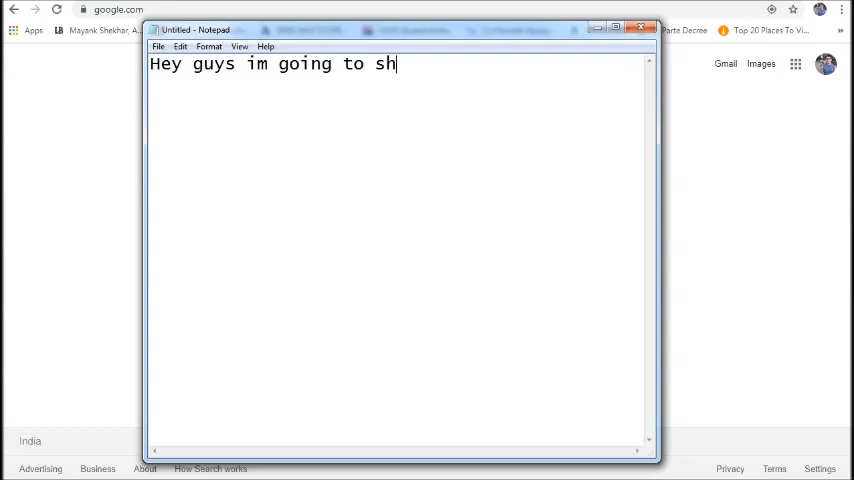 google.com
Untitled - Notepad
Apps
Mayank Shekhar, A...
Parte Decree
Top 20 Places To Vi...
»
File Edit Format View Help
Hey guys im going to sh
Gmail Images
India
Advertising Business About How Search works
Privacy Terms Settings